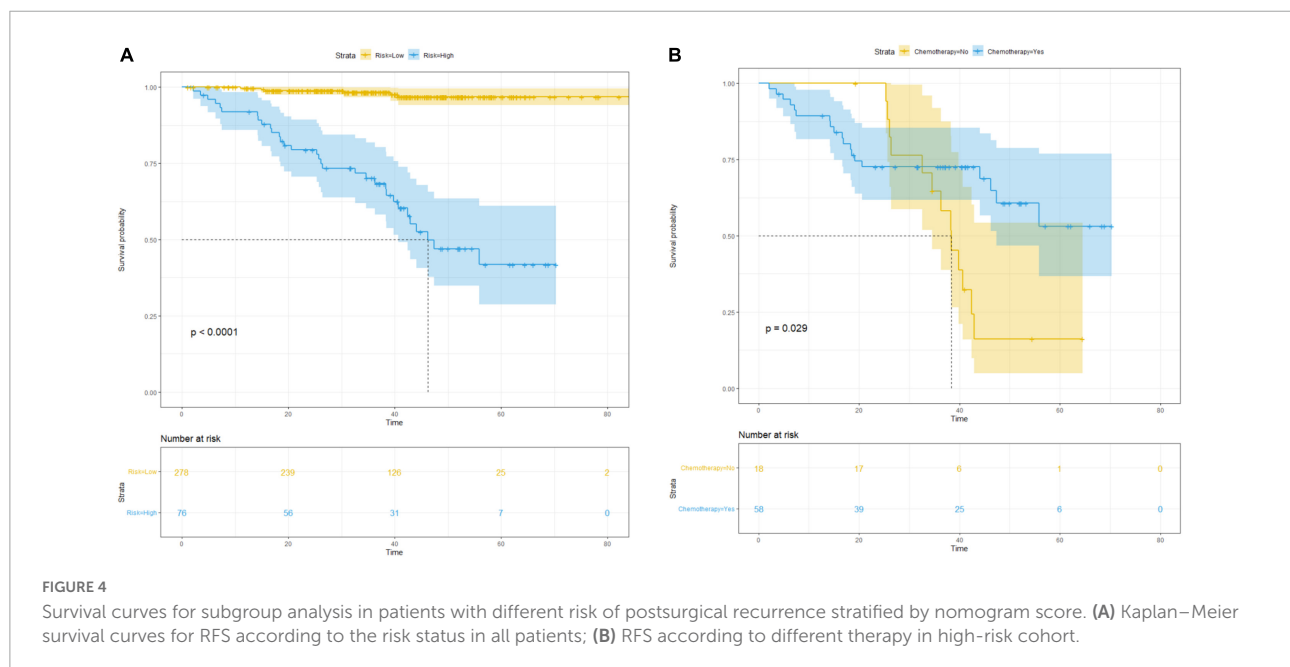 A
Strata Risk=Low Risk=High
Survival probability
1.00
0.75
0.50
0.25
0.00
p < 0.0001
0 20 40 60 80
Time
Number at risk
Strata
Risk=Low 278 239 126 25 2
Risk=High 76 56 31 7 0
0 20 40 60 80
Time
B
Strata Chemotherapy=No Chemotherapy=Yes
Survival probability
1.00
0.75
0.50
0.25
0.00
p = 0.029
0 20 40 60 80
Time
Number at risk
Strata
Chemotherapy=No 18 17 6 1 0
Chemotherapy=Yes 58 39 25 6 0
0 20 40 60 80
Time
FIGURE 4
Survival curves for subgroup analysis in patients with different risk of postsurgical recurrence stratified by nomogram score. (A) Kaplan–Meier
survival curves for RFS according to the risk status in all patients; (B) RFS according to different therapy in high-risk cohort.